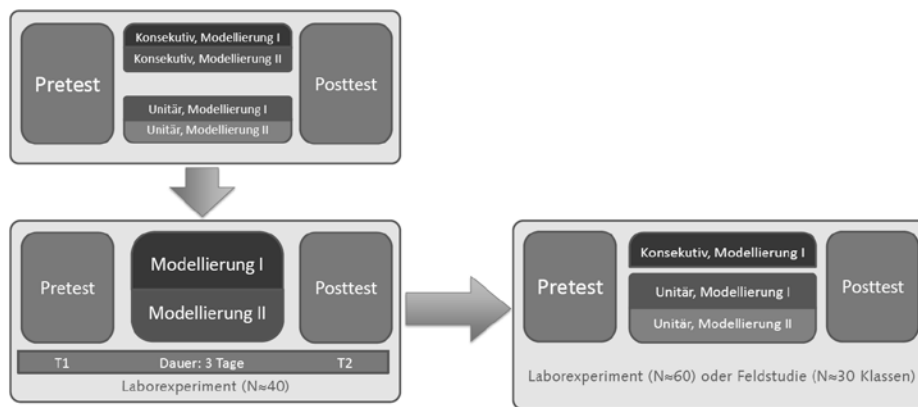 Pretest
Konsekutiv, Modellierung I
Konsekutiv, Modellierung II
Unitär, Modellierung I
Unitär, Modellierung II
Posttest
Pretest
Modellierung I
Modellierung II
Posttest
T1 Dauer: 3 Tage T2
Laborexperiment (N≈40)
Pretest
Konsekutiv, Modellierung I
Unitär, Modellierung I
Unitär, Modellierung II
Posttest
Laborexperiment (N≈60) oder Feldstudie (N≈30 Klassen)